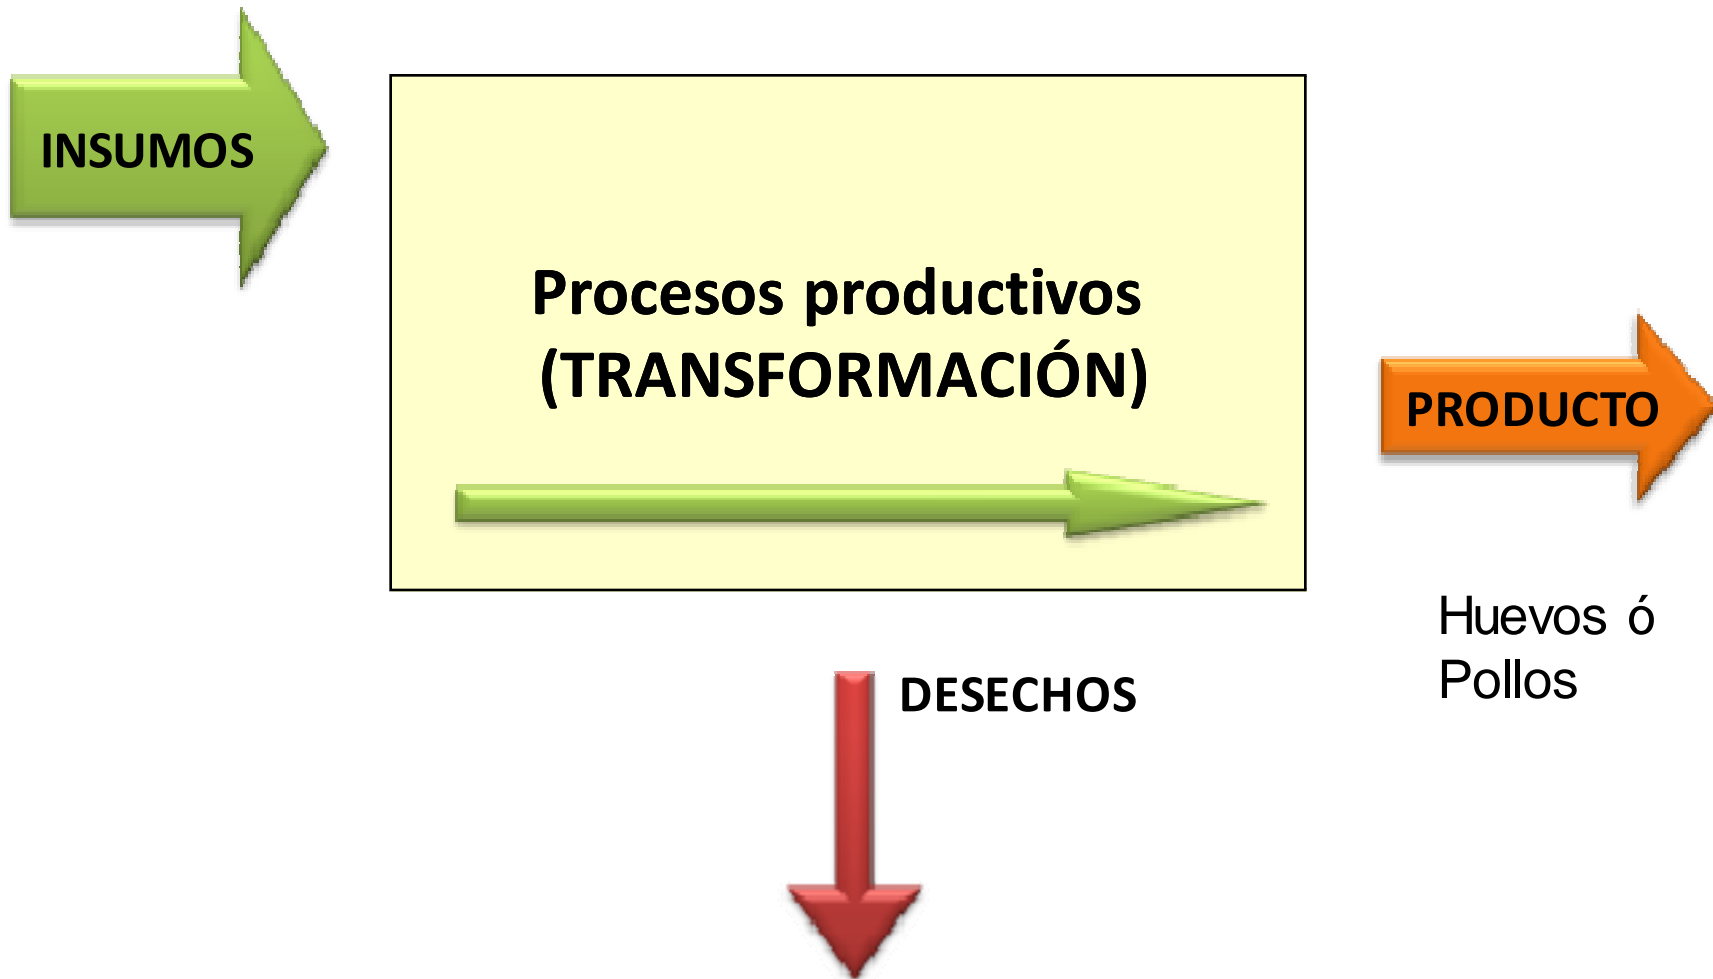 INSUMOS
Procesos productivos
(TRANSFORMACIÓN)
PRODUCTO
Huevos ó
Pollos
DESECHOS